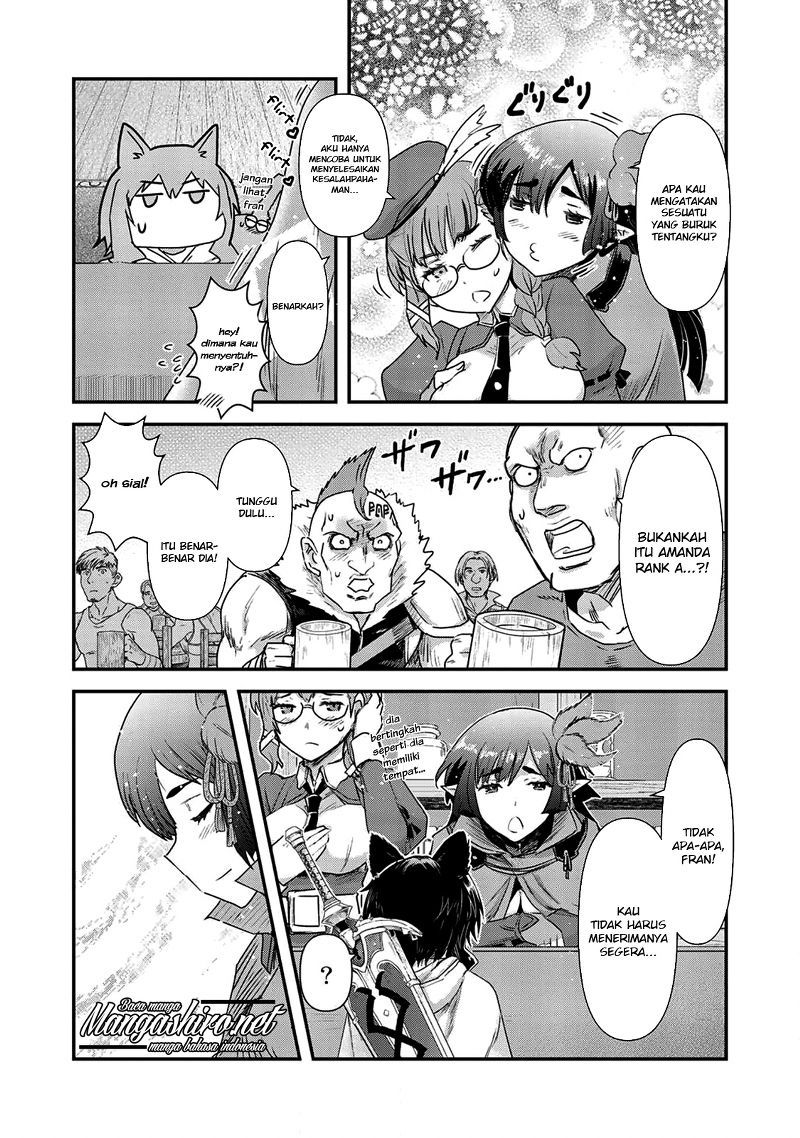 ぐりぐり
APA KAU
MENGATAKAN
SESUATU
YANG BURUK
TENTANGKU?
TIDAK,
AKU HANYA
MENCOBA UNTUK
MENYELESAIKAN
KESALAHPAHA-
MAN...
Flirt♡
Flirt♡
jangan
lihat
fran
BENARKAH?
hey!
dimana kau
menyentuh-
nya?!
ザワ
ザワ...
BUKANKAH
ITU AMANDA
RANK A...?!
TUNGGU
DULU...
ITU BENAR-
BENAR DIA!
oh sial!
TIDAK
APA-APA,
FRAN!
KAU
TIDAK HARUS
MENERIMANYA
SEGERA...
dia
bertingkah
seperti dia
memiliki
tempat...
?
Baca manga
Mangashiro.net
manga bahasa indonesia